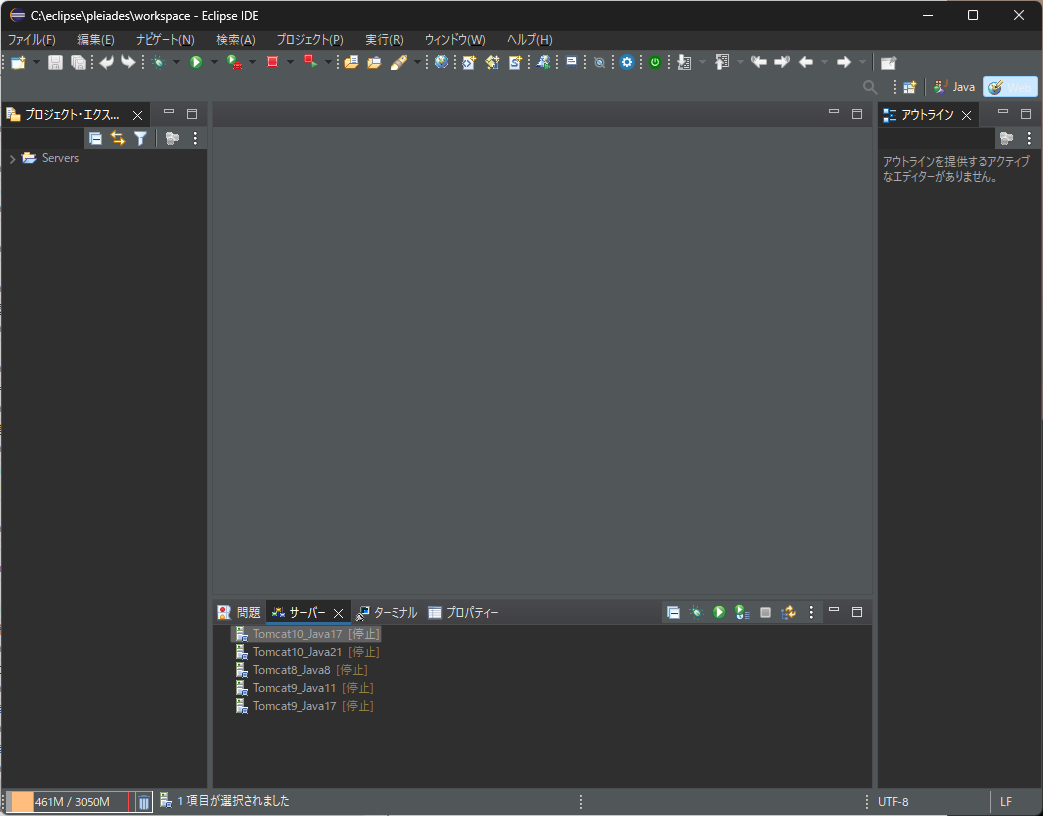 C:\eclipse\pleiades\workspace - Eclipse IDE
ファイル(F) 編集(E) ナビゲート(N) 検索(A) プロジェクト(P) 実行(R) ウィンドウ(W) ヘルプ(H)
Java Web
プロジェクト・エクス...
Servers
アウトライン
アウトラインを提供するアクティブ
なエディターがありません。
問題 サーバー ターミナル プロパティー
Tomcat10_Java17 [停止]
Tomcat10_Java21 [停止]
Tomcat8_Java8 [停止]
Tomcat9_Java11 [停止]
Tomcat9_Java17 [停止]
461M / 3050M 1 項目が選択されました UTF-8 LF